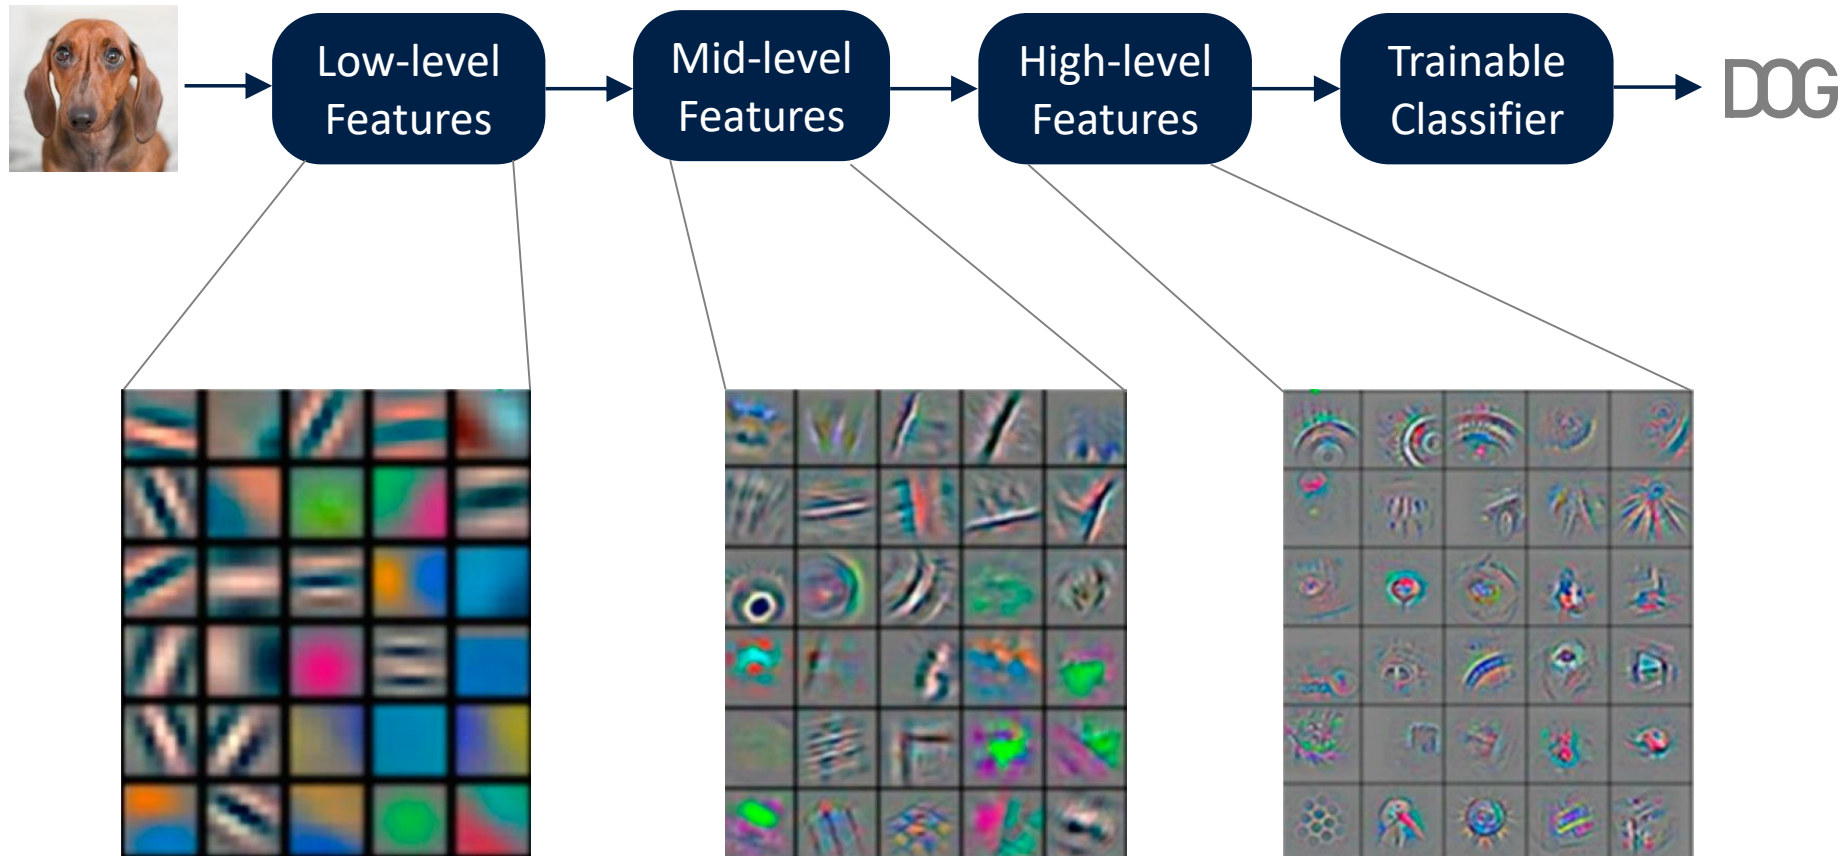 Low-level
Features
Mid-level
Features
High-level
Features
Trainable
Classifier
DOG